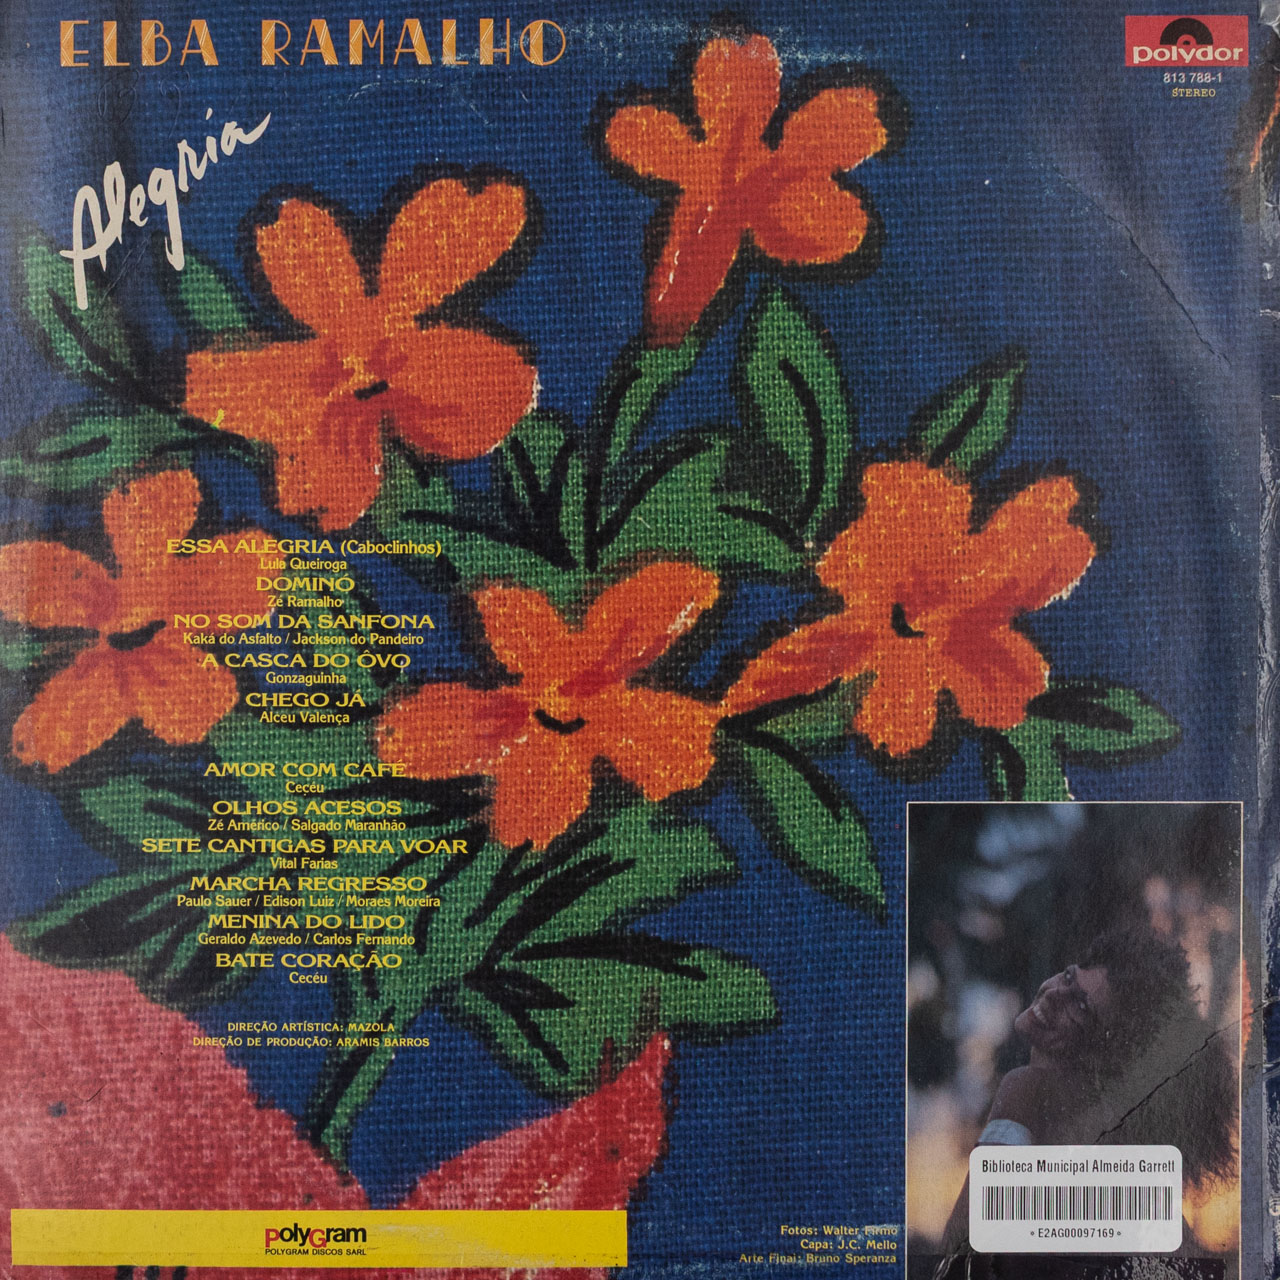 ELBA RAMALHO
Alegria
polydor
813 788-1
STEREO
ESSA ALEGRIA (Caboclinhos)
Lula Queiroga
DOMINÓ
Zé Ramalho
NO SOM DA SANFONA
Kaká do Asfalto / Jackson do Pandeiro
A CASCA DO ÔVO
Gonzaguinha
CHEGO JÁ
Alceu Valença
AMOR COM CAFÉ
Cecéu
OLHOS ACESOS
Zé Américo / Salgado Maranhão
SETE CANTIGAS PARA VOAR
Vital Farias
MARCHA REGRESSO
Paulo Sauer / Edison Luiz / Moraes Moreira
MENINA DO LIDO
Geraldo Azevedo / Carlos Fernando
BATE CORAÇÃO
Cecéu
DIREÇÃO ARTÍSTICA: MAZOLA
DIREÇÃO DE PRODUÇÃO: ARAMIS BARROS
polyGram
POLYGRAM DISCOS SARL
Fotos: Walter Firmo
Capa: J.C. Mello
Arte Final: Bruno Speranza
Biblioteca Municipal Almeida Garrett
* E2AG00097169 *